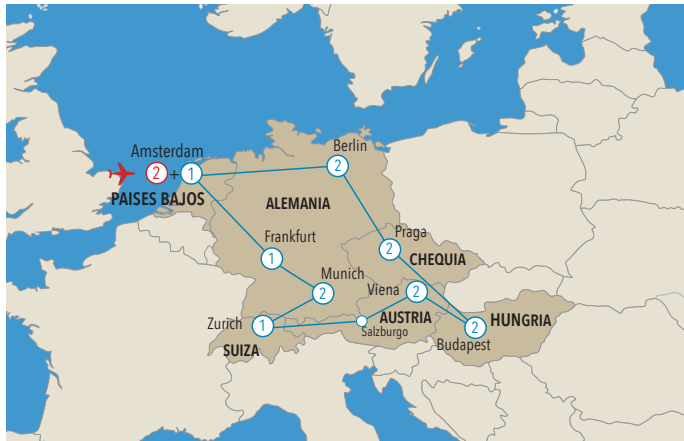 Amsterdam
2 + 1
PAISES BAJOS
Berlin
2
ALEMANIA
Frankfurt
1
Praga
2
CHEQUIA
Munich
2
Viena
2
Zurich
1
SUIZA
Salzburgo
AUSTRIA
HUNGRIA
2
Budapest